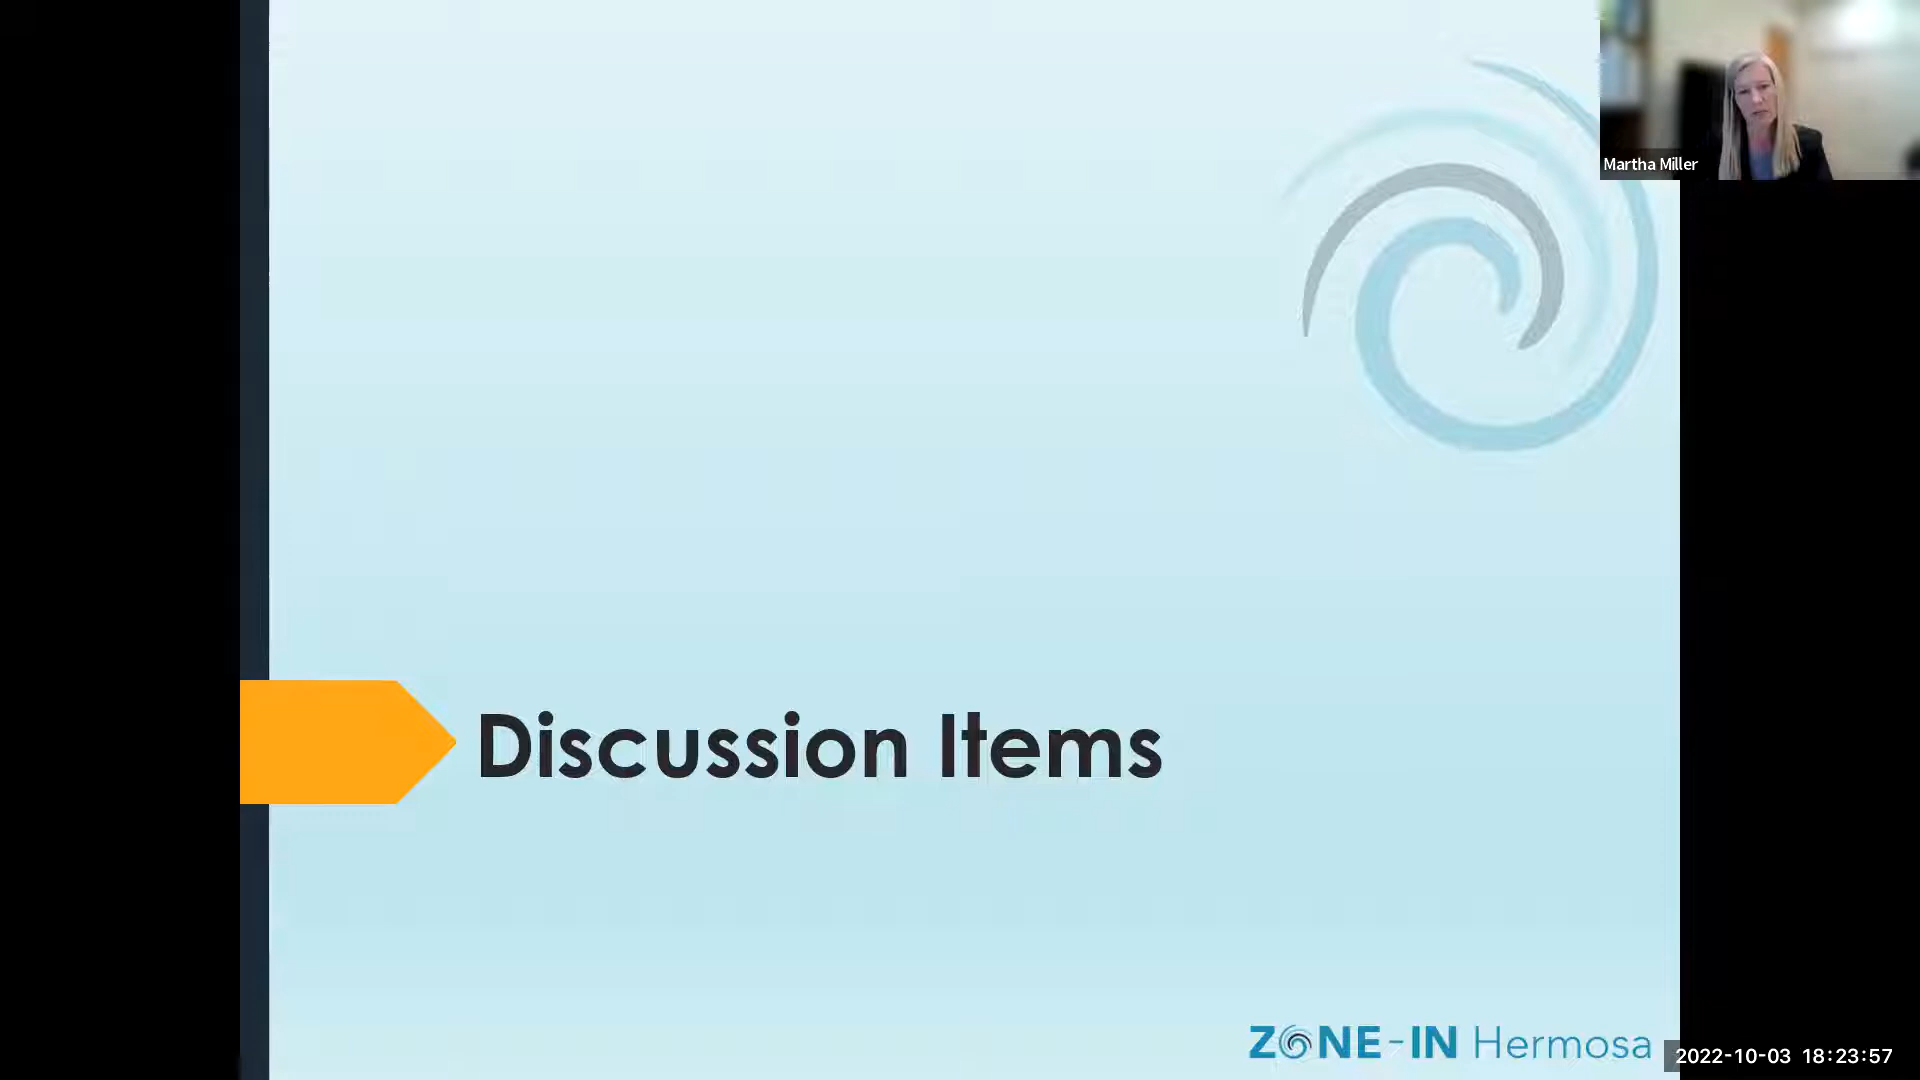 Martha Miller
Discussion Items
ZONE-IN Hermosa
2022-10-03 18:23:57